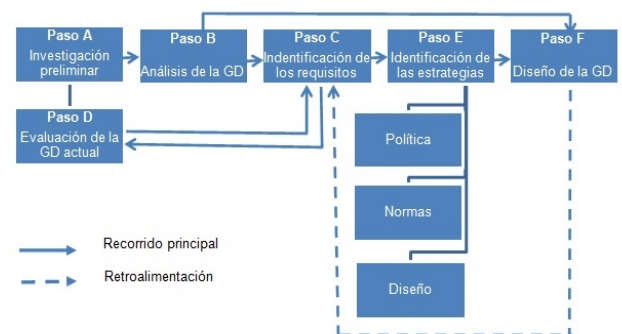 Paso A
Investigación
preliminar
Paso B
Análisis de la GD
Paso C
Indentificación de
los requisitos
Paso E
Identificación de
las estrategias
Paso F
Diseño de la GD
Paso D
Evaluación de la
GD actual
Política
Normas
Diseño
Recorrido principal
Retroalimentación